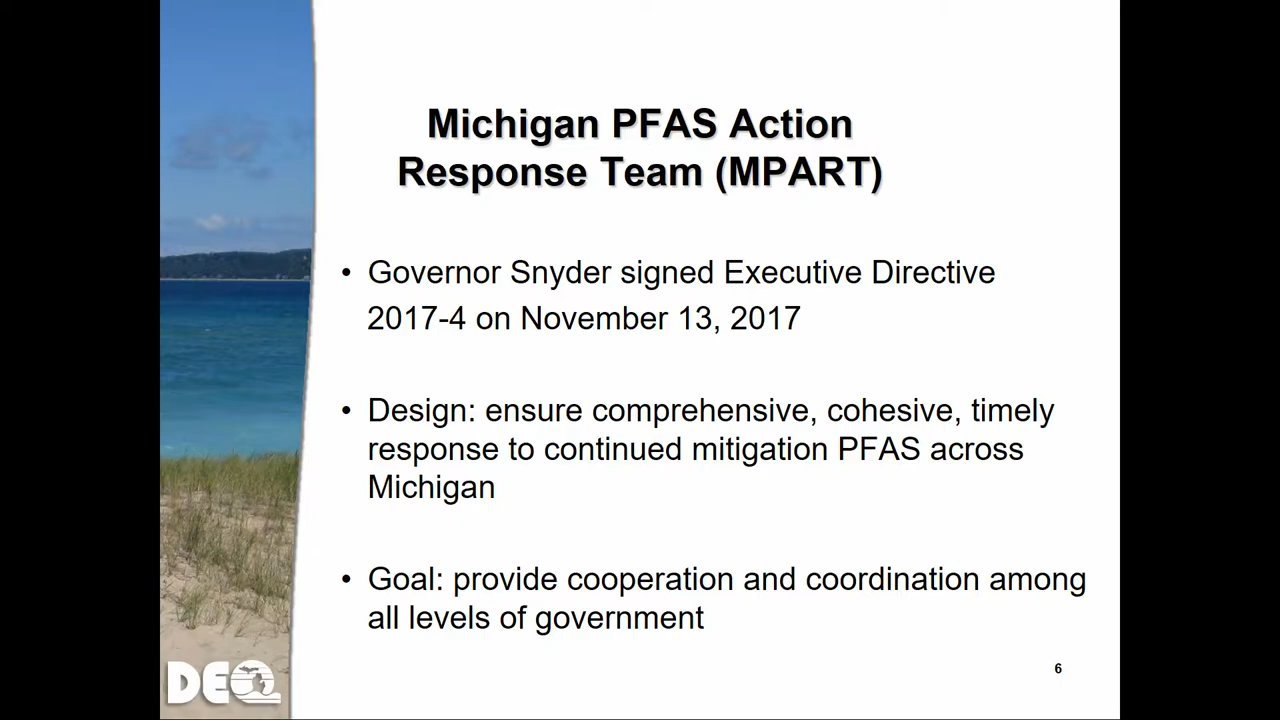 Michigan PFAS Action
Response Team (MPART)
• Governor Snyder signed Executive Directive
2017-4 on November 13, 2017
• Design: ensure comprehensive, cohesive, timely
response to continued mitigation PFAS across
Michigan
• Goal: provide cooperation and coordination among
all levels of government
DEQ
6